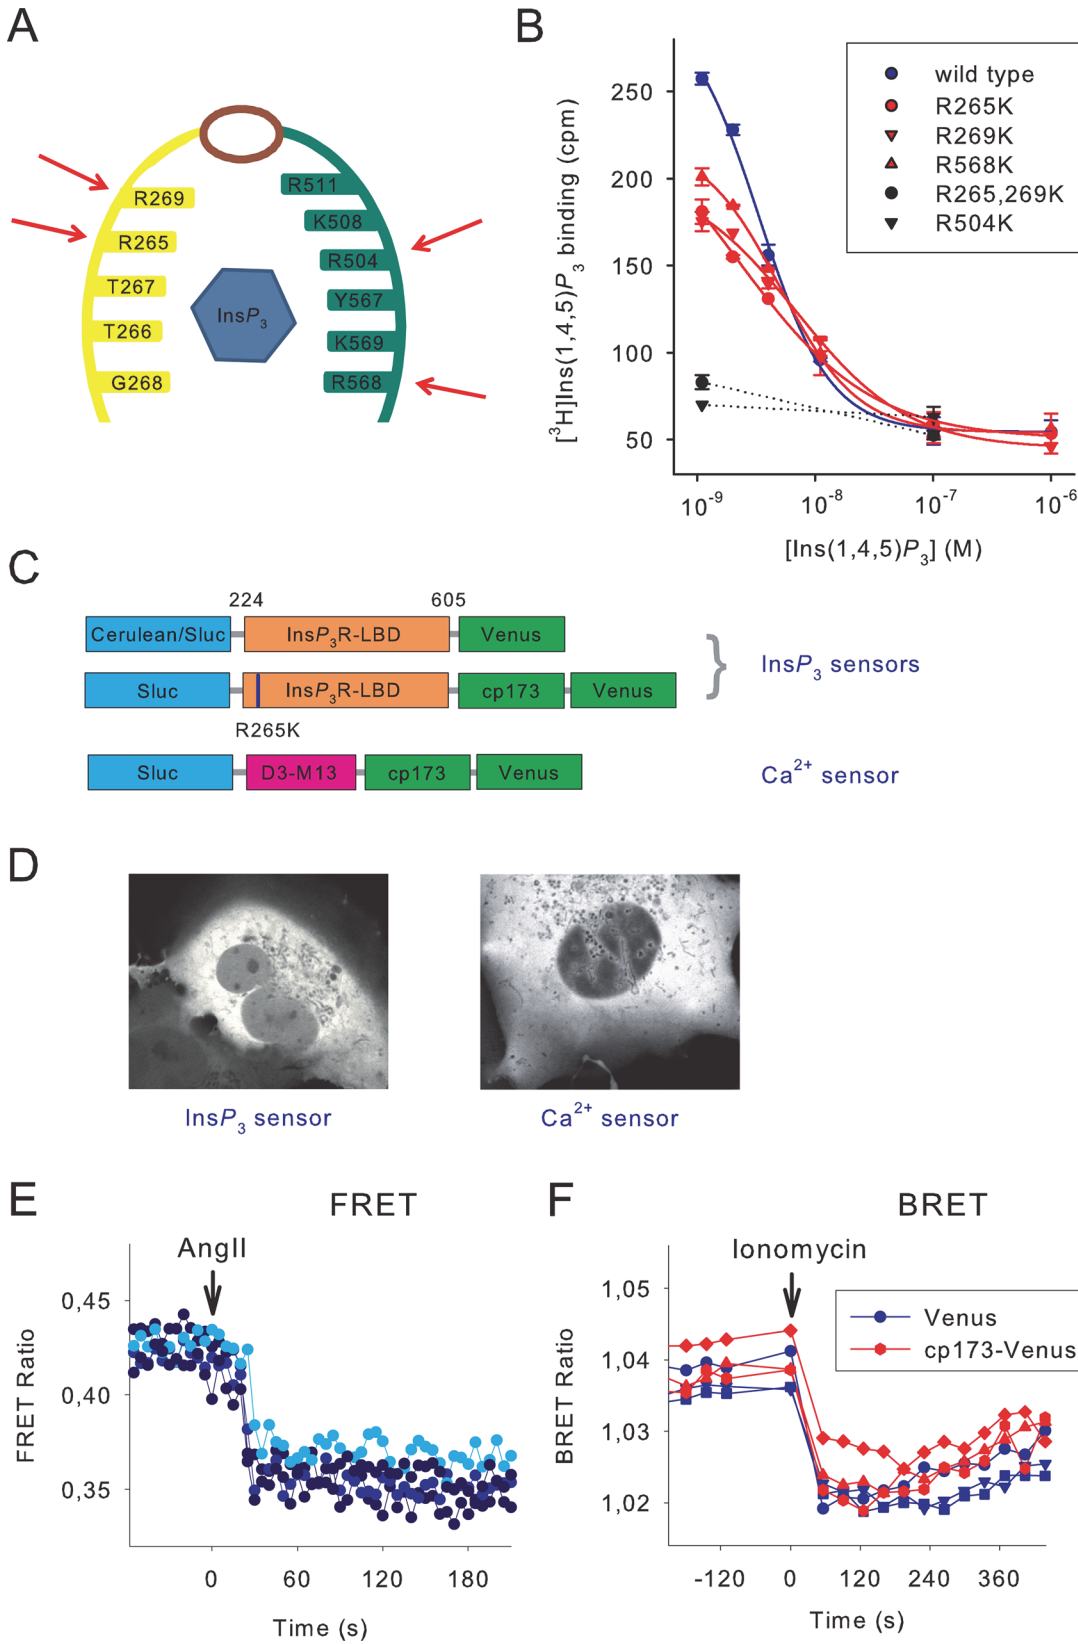 A
R269
R265
T267
T266
G268
R511
K508
R504
Y567
K569
R568
InsP3
B
[3H]Ins(1,4,5)P3 binding (cpm)
250
200
150
100
50
10-9
10-8
10-7
10-6
[Ins(1,4,5)P3] (M)
wild type
R265K
R269K
R568K
R265,269K
R504K
C
224
605
Cerulean/Sluc
InsP3R-LBD
Venus
Sluc
InsP3R-LBD
cp173
Venus
R265K
Sluc
D3-M13
cp173
Venus
}
InsP3 sensors
Ca2+ sensor
D
InsP3 sensor
Ca2+ sensor
E
FRET
AngII
FRET Ratio
0,45
0,40
0,35
0
60
120
180
Time (s)
F
BRET
Ionomycin
BRET Ratio
1,05
1,04
1,03
1,02
-120
0
120
240
360
Time (s)
Venus
cp173-Venus